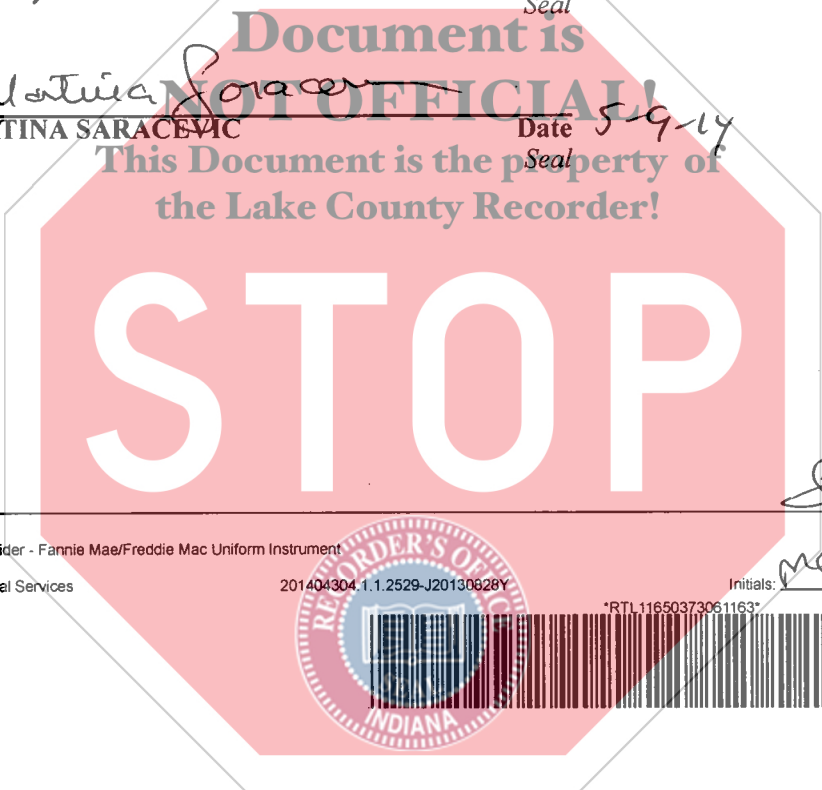 Seal
Document is
NOT OFFICIAL!
TINA SARACEVIC
Date 5-9-14
This Document is the property of
Seal
the Lake County Recorder!
STOP
ider - Fannie Mae/Freddie Mac Uniform Instrument
al Services 201404304.1.1.2529-J20130828Y Initials:
*RTL11650373061163*
RECORDER'S OFFICE
SEAL
INDIANA